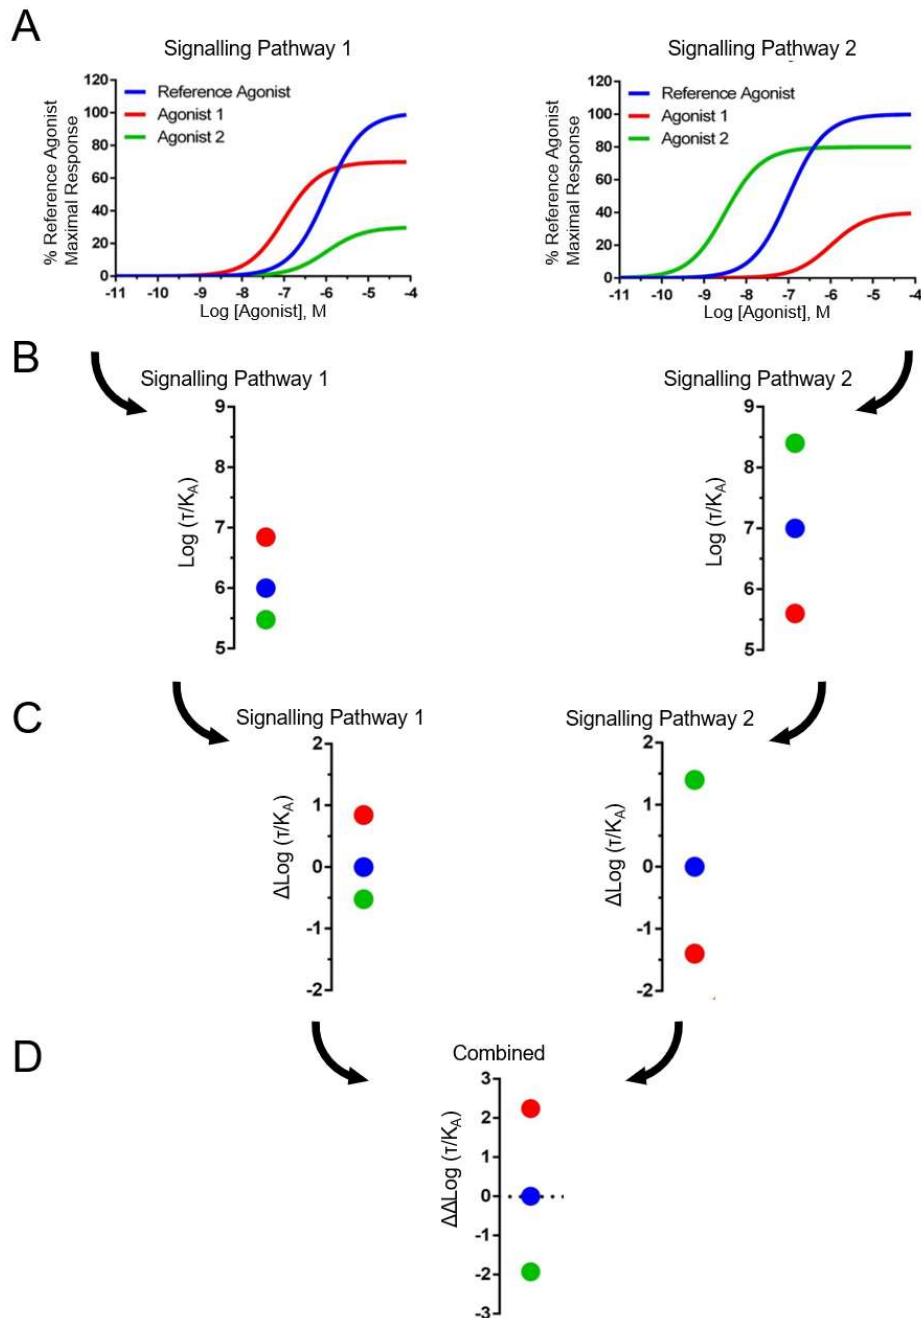 A
Signalling Pathway 1
% Reference Agonist
Maximal Response
120
100
80
60
40
20
0
Reference Agonist
Agonist 1
Agonist 2
-11 -10 -9 -8 -7 -6 -5 -4
Log [Agonist], M
Signalling Pathway 2
% Reference Agonist
Maximal Response
120
100
80
60
40
20
0
Reference Agonist
Agonist 1
Agonist 2
-11 -10 -9 -8 -7 -6 -5 -4
Log [Agonist], M
B
Signalling Pathway 1
Log (τ/KA)
9
8
7
6
5
Signalling Pathway 2
Log (τ/KA)
9
8
7
6
5
C
Signalling Pathway 1
ΔLog (τ/KA)
2
1
0
-1
-2
Signalling Pathway 2
ΔLog (τ/KA)
2
1
0
-1
-2
D
Combined
ΔΔLog (τ/KA)
3
2
1
0
-1
-2
-3